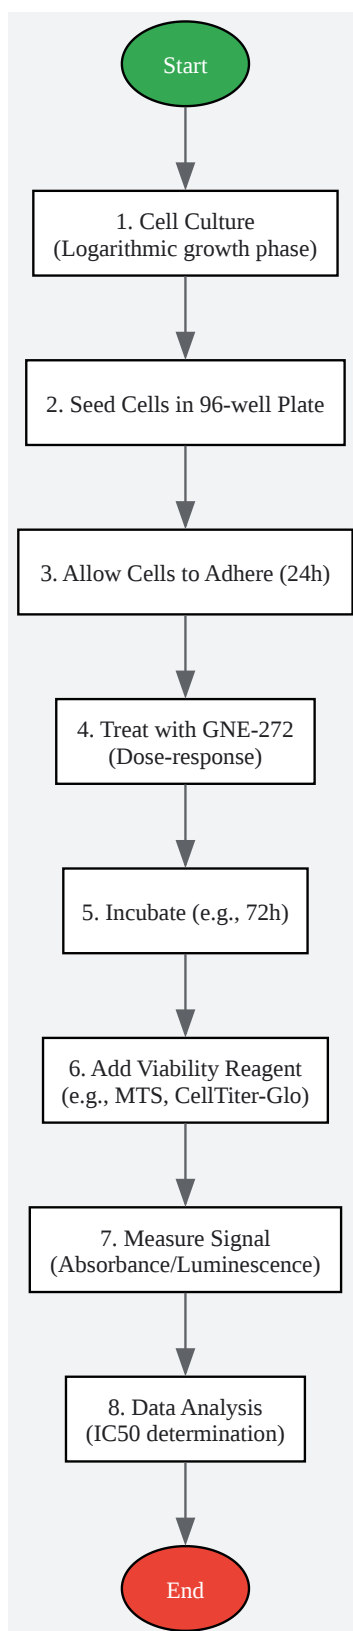 Start
1. Cell Culture
(Logarithmic growth phase)
2. Seed Cells in 96-well Plate
3. Allow Cells to Adhere (24h)
4. Treat with GNE-272
(Dose-response)
5. Incubate (e.g., 72h)
6. Add Viability Reagent
(e.g., MTS, CellTiter-Glo)
7. Measure Signal
(Absorbance/Luminescence)
8. Data Analysis
(IC50 determination)
End